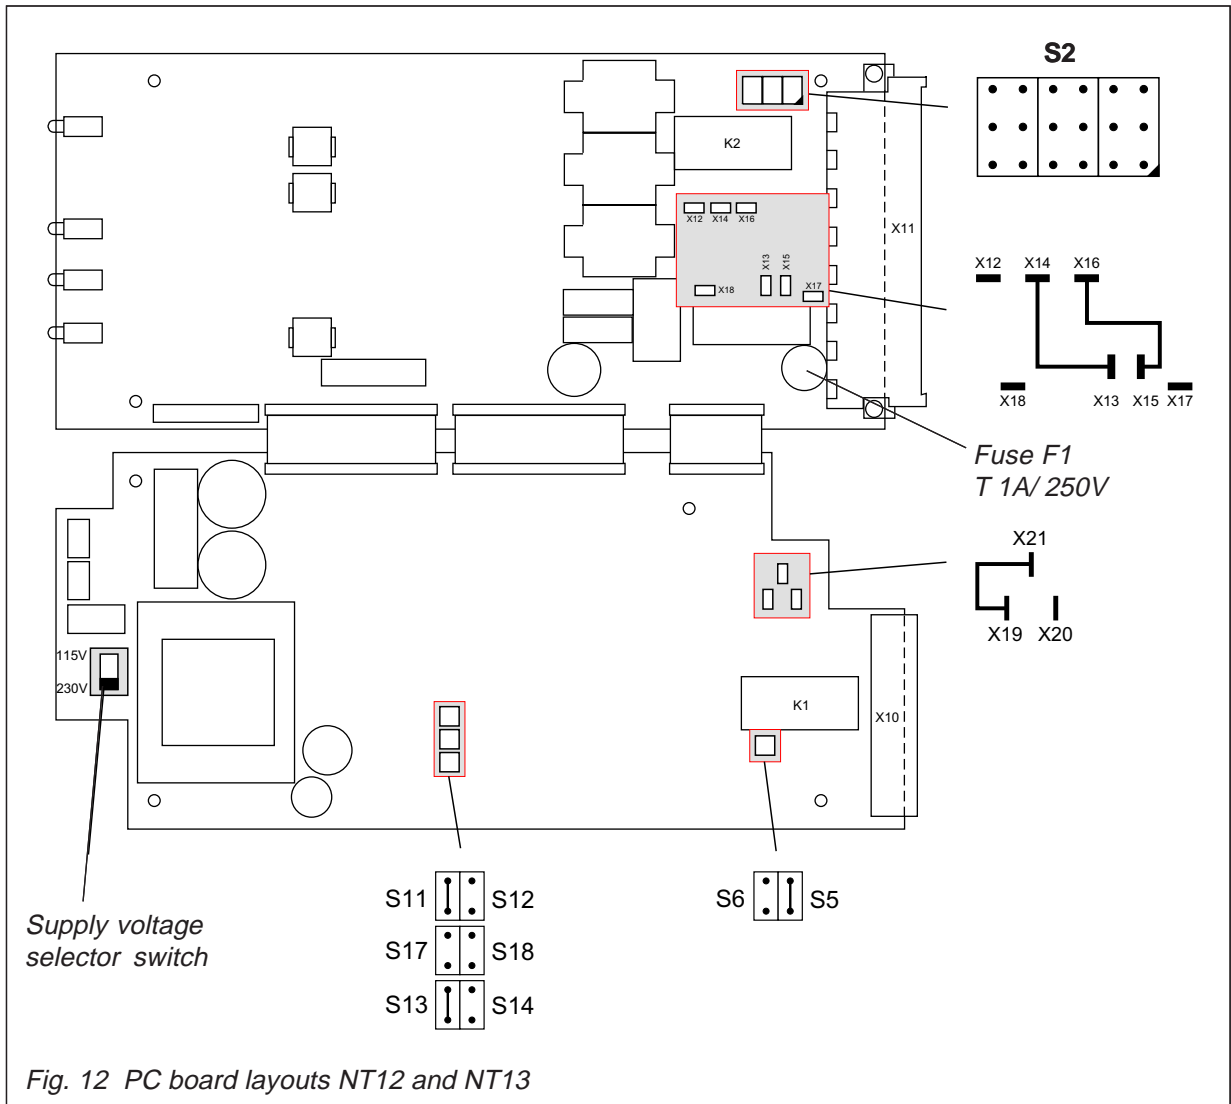 S2
K2
X12 X14 X16
X11
X13 X15
X18
X17
X12 X14 X16
X18 X13 X15 X17
Fuse F1
T 1A/ 250V
X21
X19 X20
115V
230V
K1
X10
S11 S12
S6 S5
Supply voltage
selector switch
S17 S18
S13 S14
Fig. 12 PC board layouts NT12 and NT13